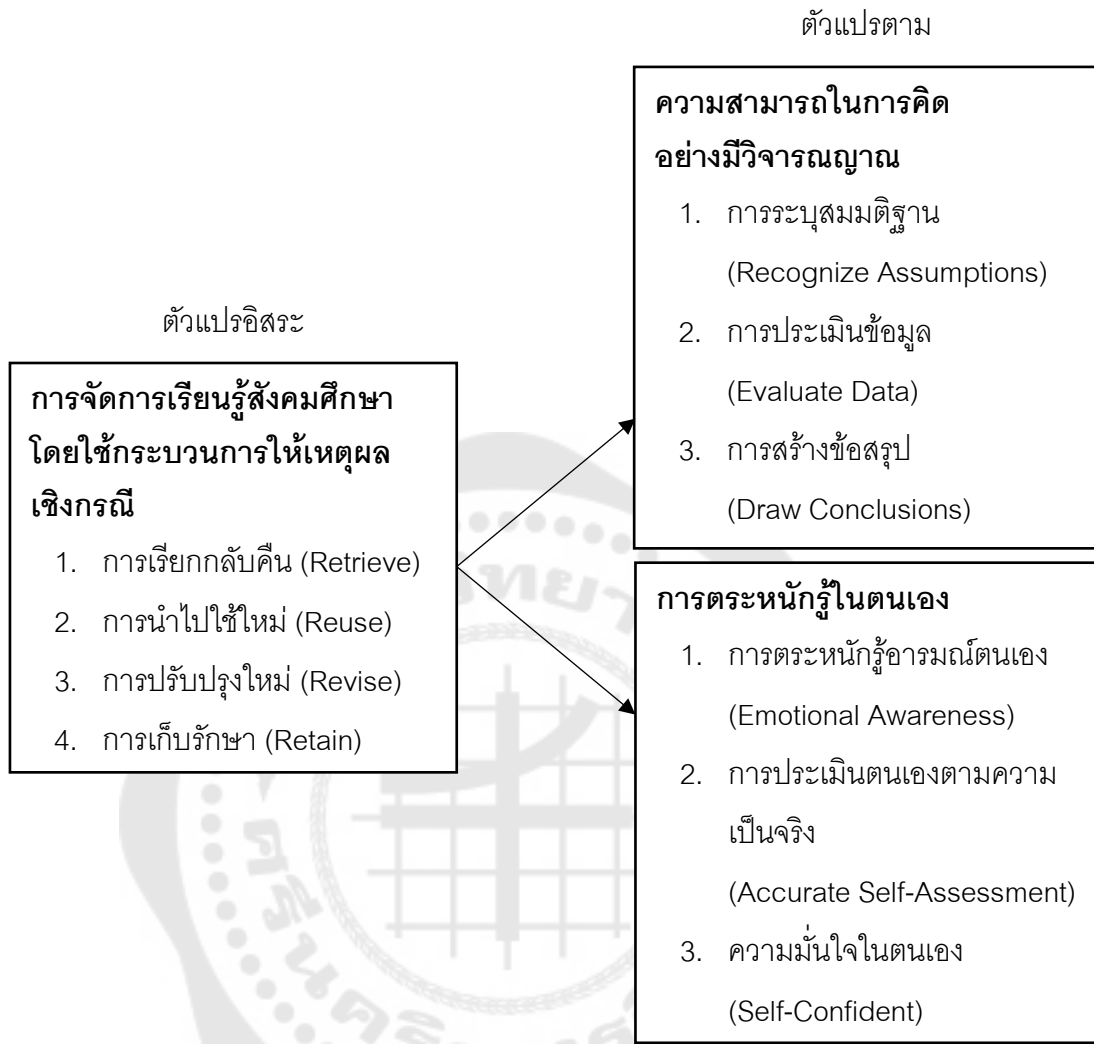 ตัวแปรตาม
ความสามารถในการคิด
อย่างมีวิจารณญาณ
1. การระบุสมมติฐาน
(Recognize Assumptions)
2. การประเมินข้อมูล
(Evaluate Data)
3. การสร้างข้อสรุป
(Draw Conclusions)
ตัวแปรอิสระ
การจัดการเรียนรู้สังคมศึกษา
โดยใช้กระบวนการให้เหตุผล
เชิงกรณี
1. การเรียกกลับคืน (Retrieve)
2. การนำไปใช้ใหม่ (Reuse)
3. การปรับปรุงใหม่ (Revise)
4. การเก็บรักษา (Retain)
การตระหนักรู้ในตนเอง
1. การตระหนักรู้อารมณ์ตนเอง
(Emotional Awareness)
2. การประเมินตนเองตามความ
เป็นจริง
(Accurate Self-Assessment)
3. ความมั่นใจในตนเอง
(Self-Confident)